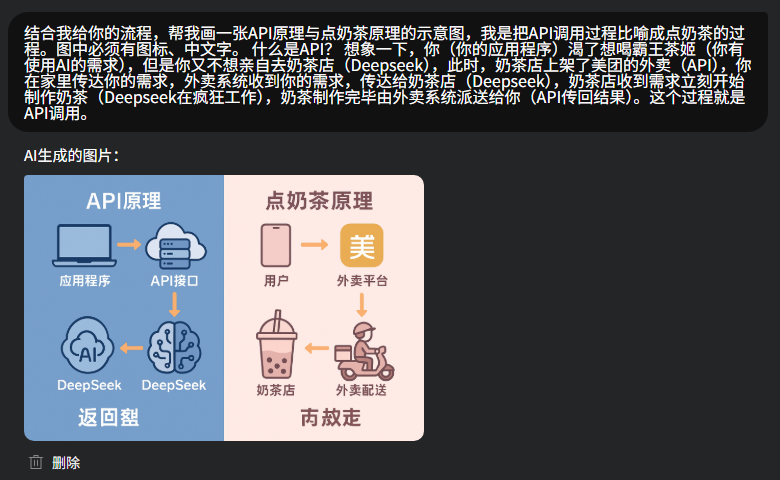 结合我给你的流程，帮我画一张API原理与点奶茶原理的示意图，我是把API调用过程比喻成点奶茶的过
程。图中必须有图标、中文字。 什么是API？ 想象一下，你（你的应用程序）渴了想喝霸王茶姬（你有
使用AI的需求），但是你又不想亲自去奶茶店（Deepseek），此时，奶茶店上架了美团的外卖（API），你
在家里传达你的需求，外卖系统收到你的需求，传达给奶茶店（Deepseek），奶茶店收到需求立刻开始
制作奶茶（Deepseek在疯狂工作），奶茶制作完毕由外卖系统派送给你（API传回结果）。这个过程就是
API调用。
AI生成的图片：
API原理
点奶茶原理
美
应用程序
API接口
用户
外卖平台
AI
DeepSeek
DeepSeek
奶茶店
外卖配送
返回
删除